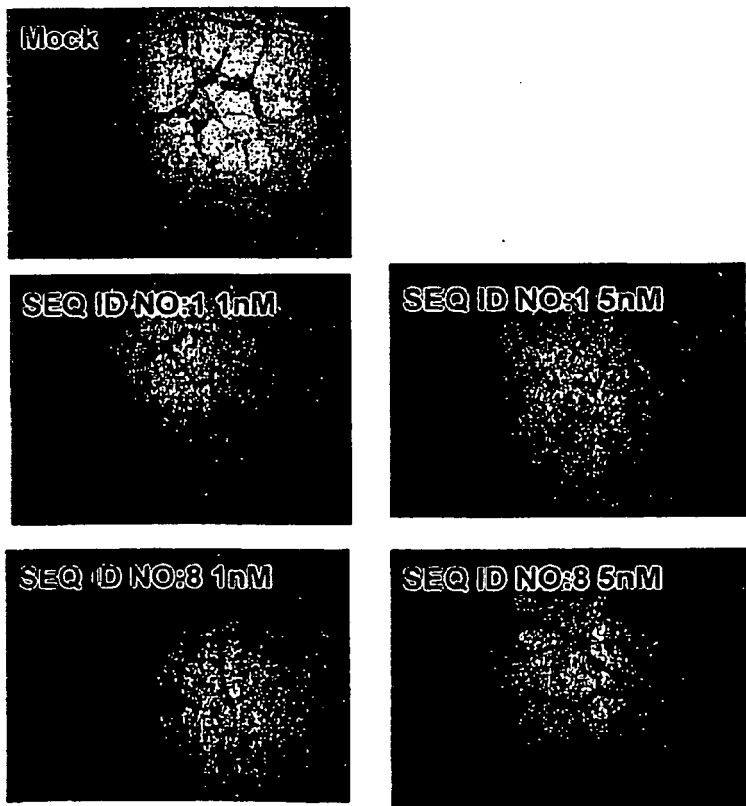 Mock
SEQ ID NO:1 1nM
SEQ ID NO:1 5nM
SEQ ID NO:8 1nM
SEQ ID NO:8 5nM